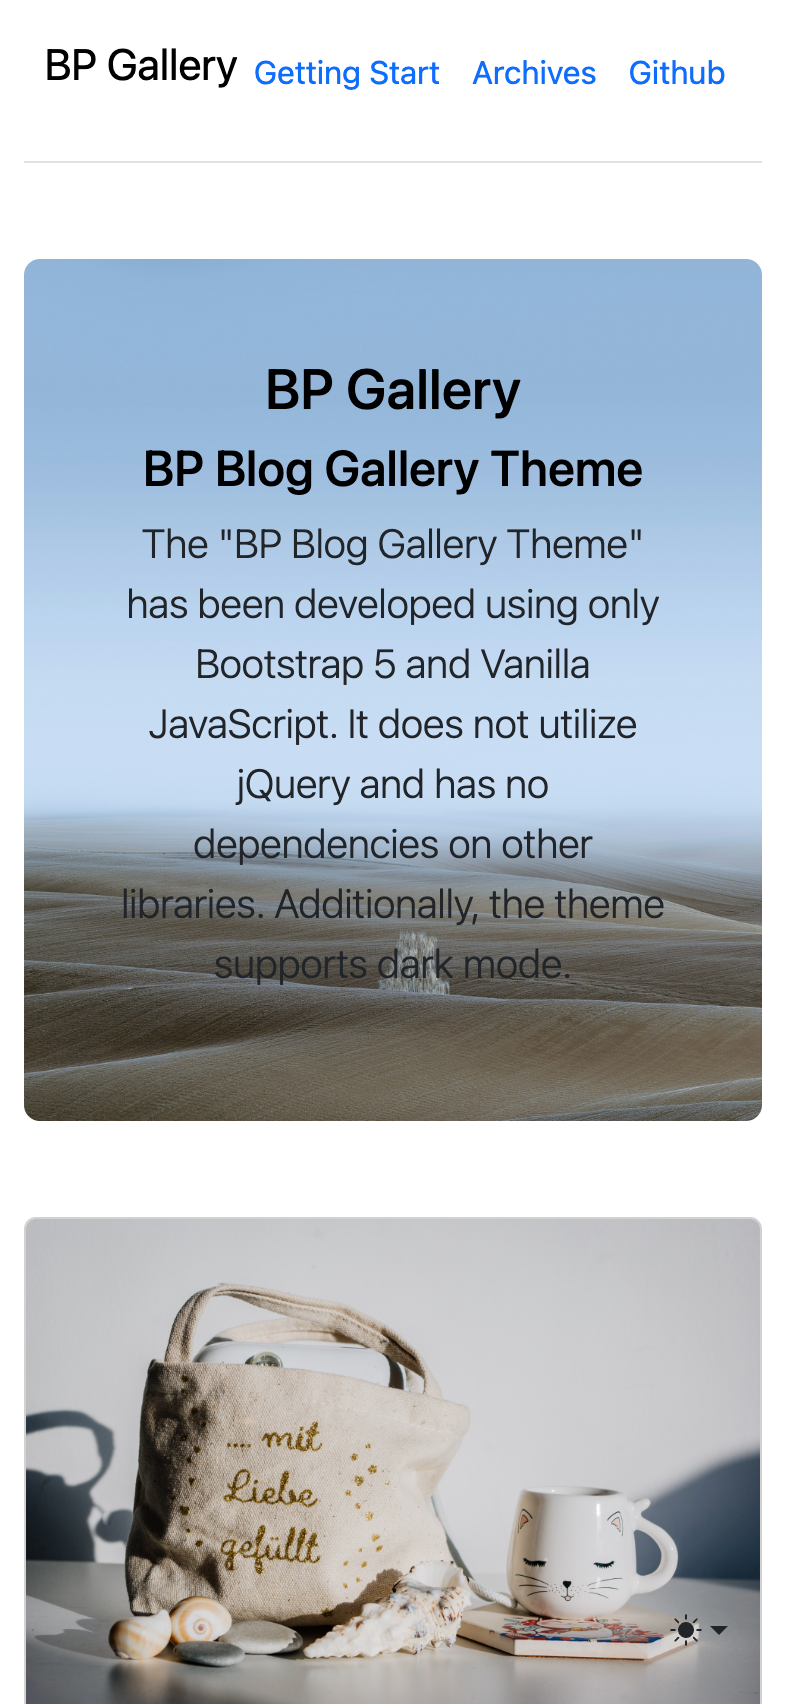 BP Gallery Getting Start Archives Github
BP Gallery
BP Blog Gallery Theme
The "BP Blog Gallery Theme"
has been developed using only
Bootstrap 5 and Vanilla
JavaScript. It does not utilize
jQuery and has no
dependencies on other
libraries. Additionally, the theme
supports dark mode.
.... mit
Liebe
gefüllt